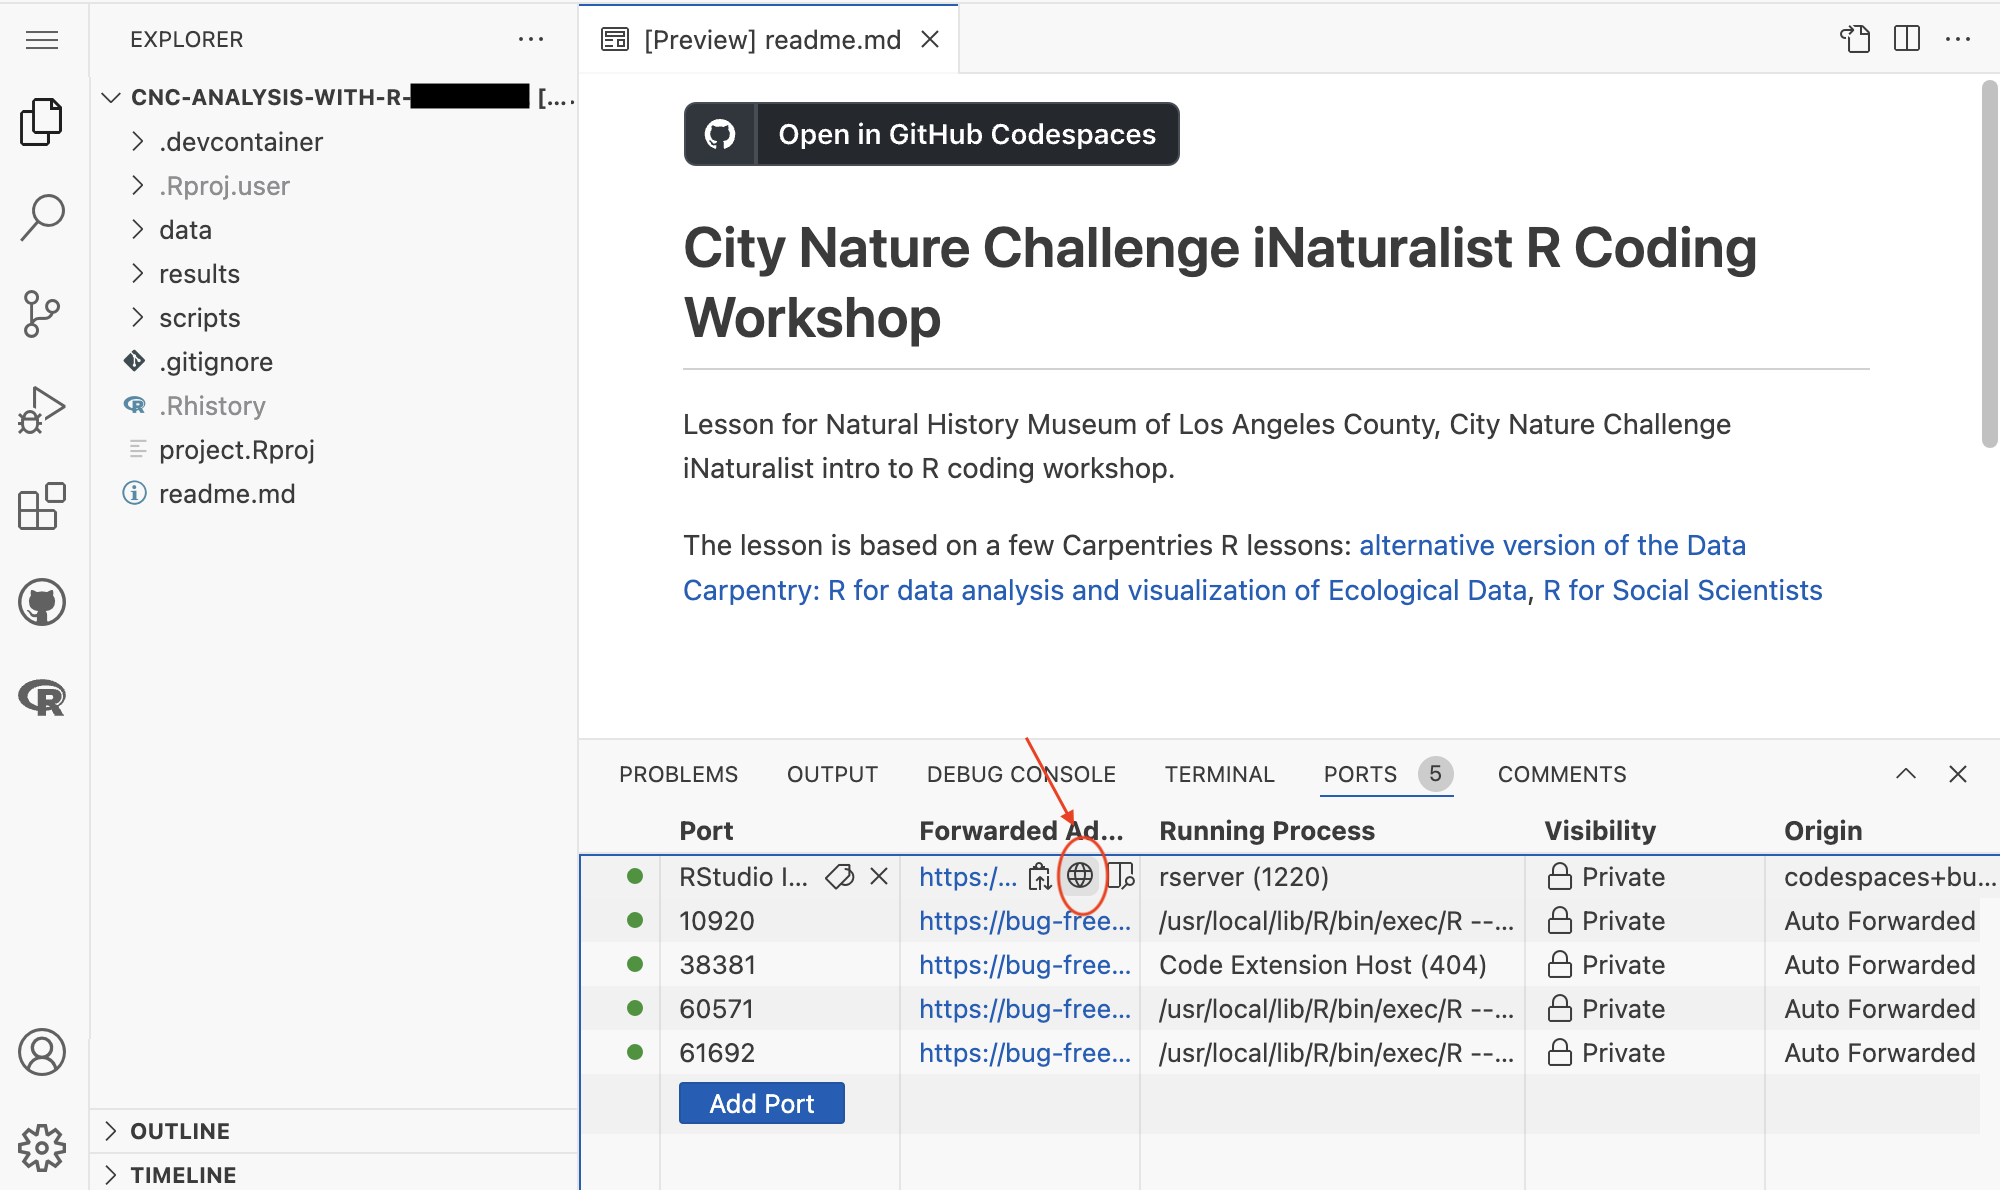 EXPLORER
CNC-ANALYSIS-WITH-R- [...
.devcontainer
.Rproj.user
data
results
scripts
.gitignore
.Rhistory
project.Rproj
readme.md
OUTLINE
TIMELINE
[Preview] readme.md
Open in GitHub Codespaces
City Nature Challenge iNaturalist R Coding
Workshop
Lesson for Natural History Museum of Los Angeles County, City Nature Challenge
iNaturalist intro to R coding workshop.
The lesson is based on a few Carpentries R lessons: alternative version of the Data
Carpentry: R for data analysis and visualization of Ecological Data, R for Social Scientists
PROBLEMS OUTPUT DEBUG CONSOLE TERMINAL PORTS 5 COMMENTS
Port Forwarded Ad... Running Process Visibility Origin
RStudio I... https:/... rserver (1220) Private codespaces+bu...
10920 https://bug-free... /usr/local/lib/R/bin/exec/R --... Private Auto Forwarded
38381 https://bug-free... Code Extension Host (404) Private Auto Forwarded
60571 https://bug-free... /usr/local/lib/R/bin/exec/R --... Private Auto Forwarded
61692 https://bug-free... /usr/local/lib/R/bin/exec/R --... Private Auto Forwarded
Add Port